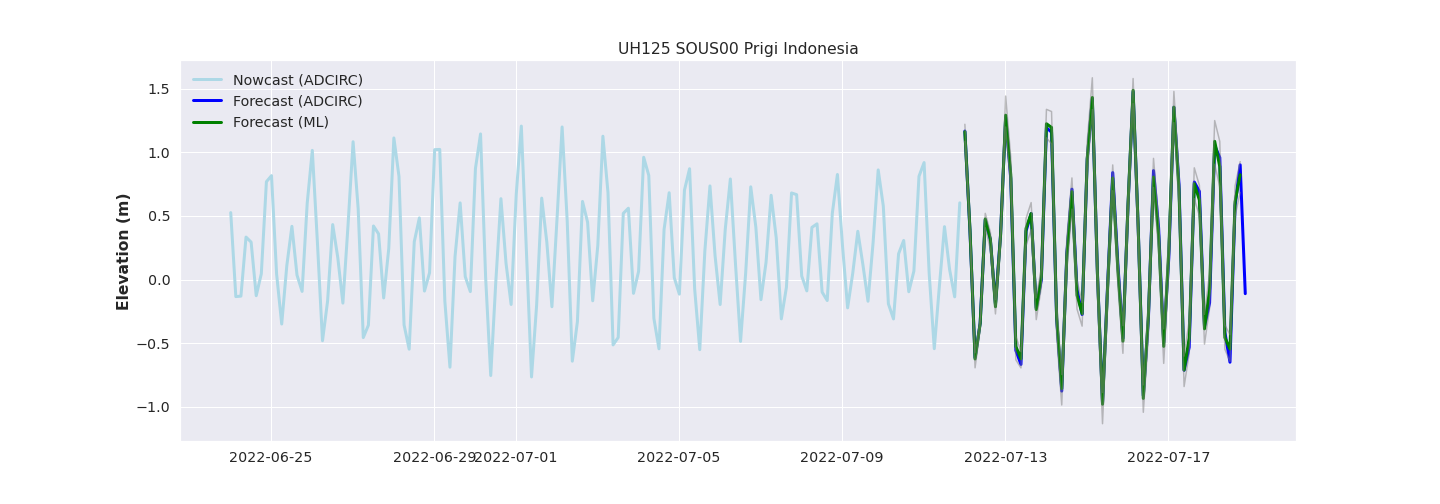 UH125 SOUS00 Prigi Indonesia
Nowcast (ADCIRC)
Forecast (ADCIRC)
Forecast (ML)
Elevation (m)
1.5
1.0
0.5
0.0
−0.5
−1.0
2022-06-25
2022-06-29
2022-07-01
2022-07-05
2022-07-09
2022-07-13
2022-07-17